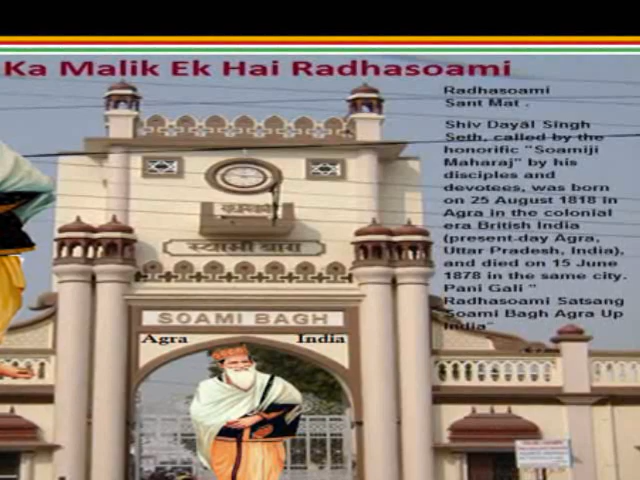 Ka Malik Ek Hai Radhasoami
Radhasoami
Sant Mat .
Shiv Dayal Singh
Seth, called by the
honorific "Soamiji
Maharaj" by his
disciples and
devotees, was born
on 25 August 1818 in
Agra in the colonial
era British India
(present-day Agra,
Uttar Pradesh, India),
and died on 15 June
1878 in the same city.
Pani Gali "
Radhasoami Satsang
Soami Bagh Agra Up
India"
राधास्वामी
स्वामी बाग
SOAMI BAGH
Agra India